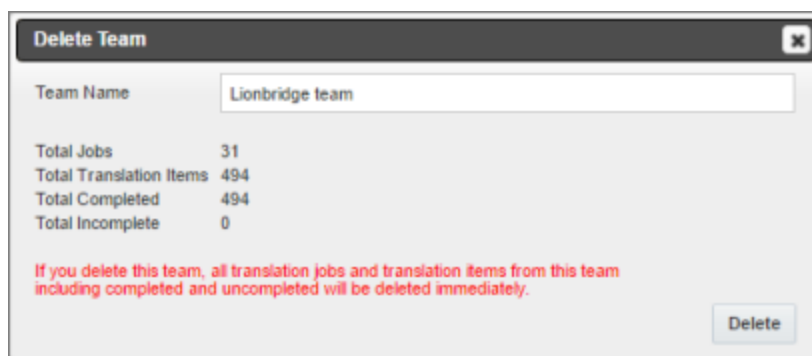 Delete Team
Team Name Lionbridge team
Total Jobs 31
Total Translation Items 494
Total Completed 494
Total Incomplete 0
If you delete this team, all translation jobs and translation items from this team
including completed and uncompleted will be deleted immediately.
Delete